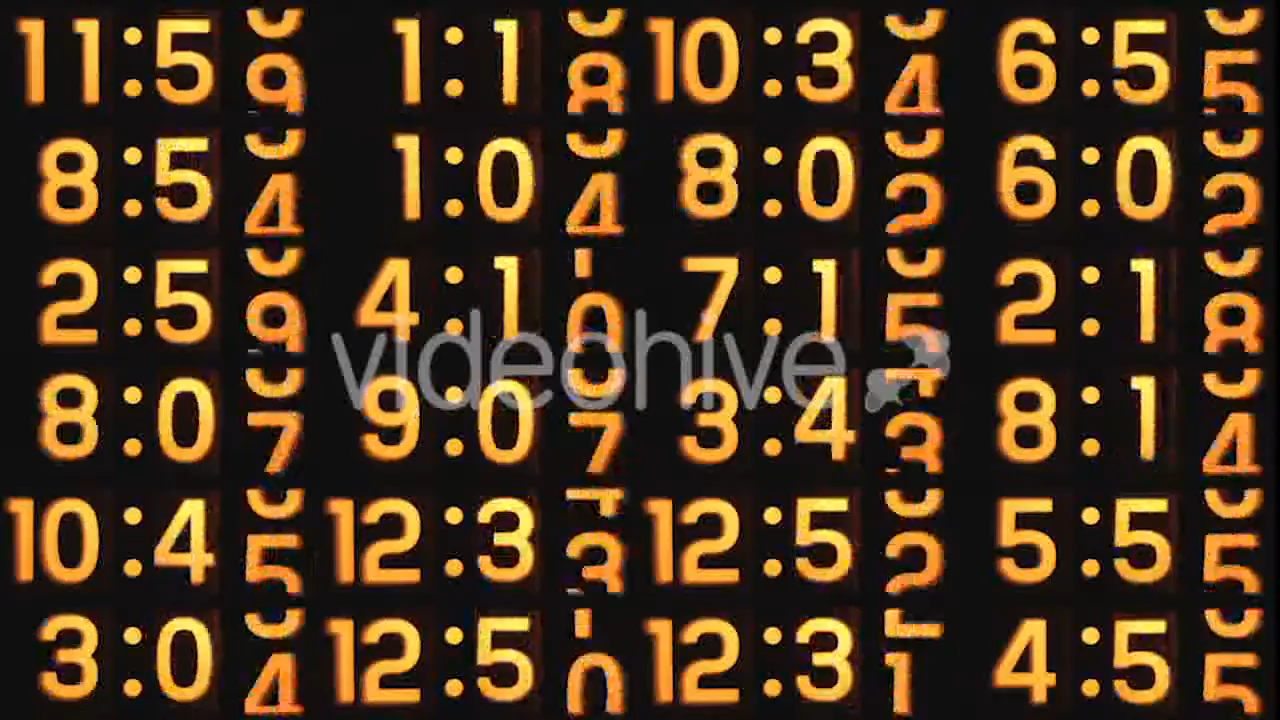 11:59 1:18 10:34 6:55
8:54 1:04 8:02 6:02
2:59 4:10 7:15 2:18
videohive
8:07 9:07 3:43 8:14
10:45 12:33 12:52 5:55
3:04 12:50 12:31 4:55